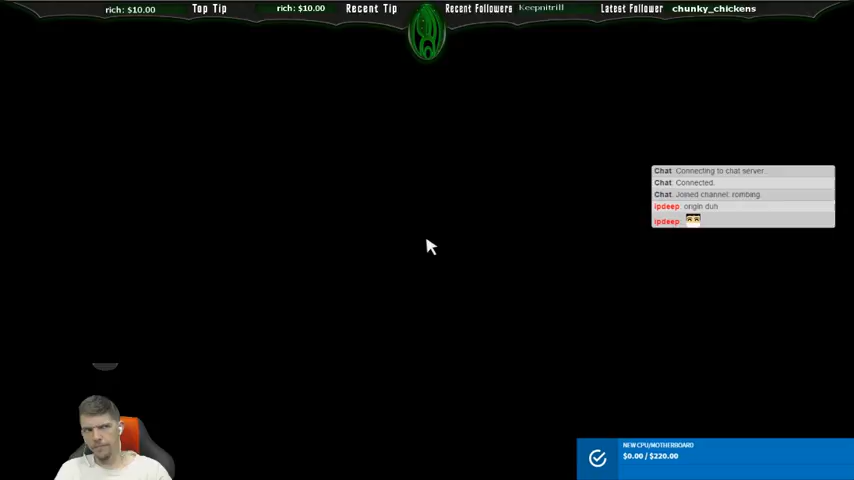 rich: $10.00 Top Tip rich: $10.00 Recent Tip Recent Followers Keepnitrill Latest Follower chunky_chickens
Chat: Connecting to chat server...
Chat: Connected.
Chat: Joined channel: rombing.
ipdeep: origin duh
ipdeep:
NEW CPU/MOTHERBOARD
$0.00 / $220.00